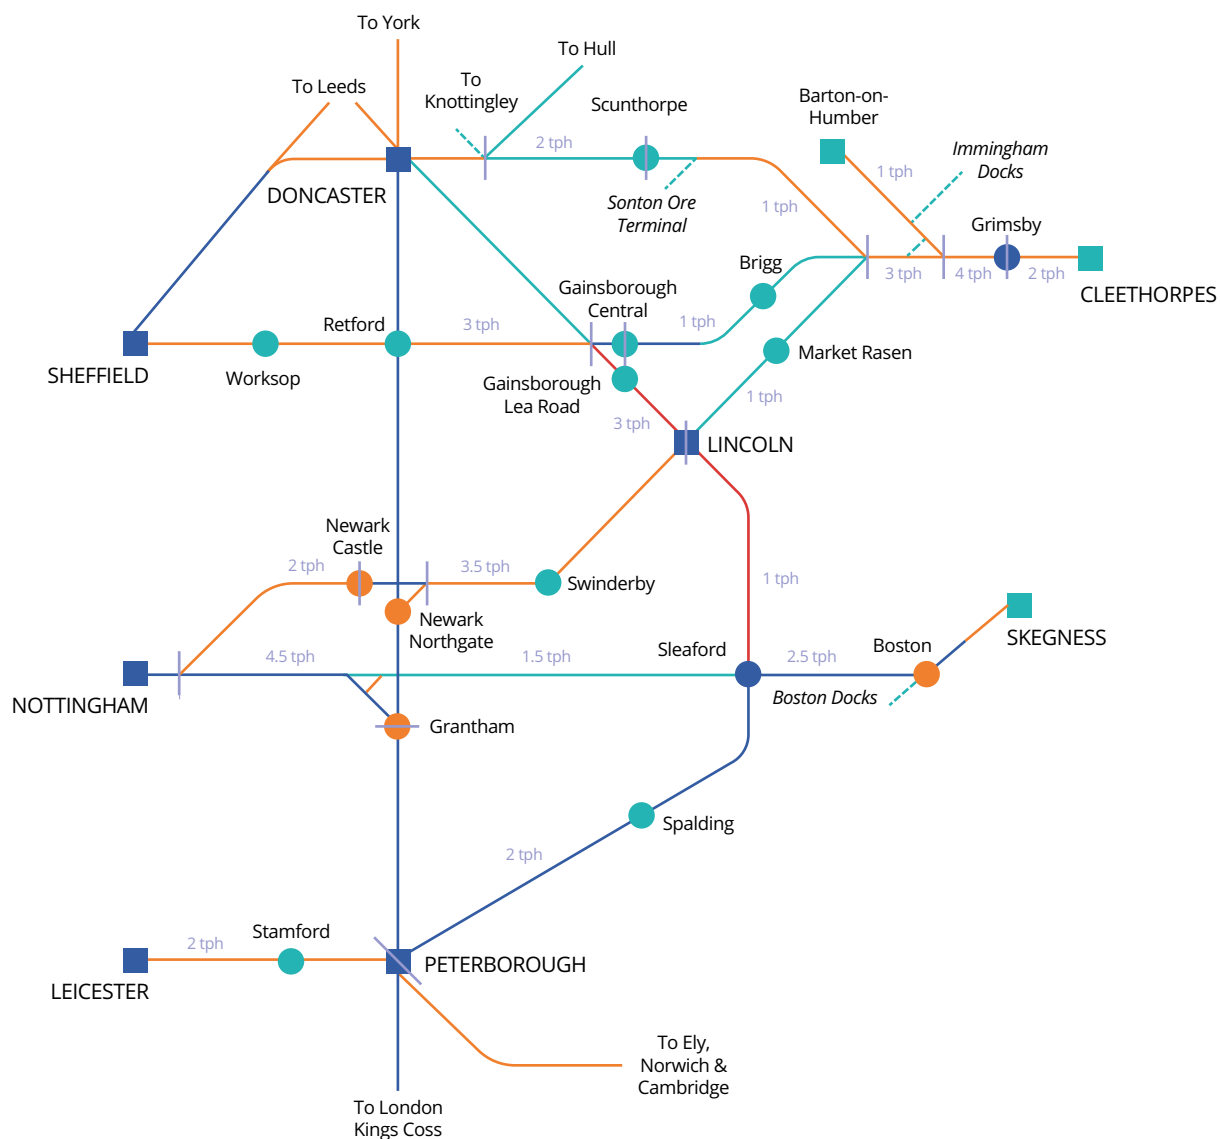 To York
To Leeds
To
Knottingley
To Hull
Scunthorpe
2 tph
Barton-on-
Humber
1 tph
Immingham
Docks
DONCASTER
Sonton Ore
Terminal
1 tph
Grimsby
3 tph
4 tph
2 tph
CLEETHORPES
Brigg
Gainsborough
Central
1 tph
Retford
3 tph
SHEFFIELD
Worksop
Market Rasen
Gainsborough
Lea Road
1 tph
3 tph
LINCOLN
Newark
Castle
2 tph
3.5 tph
Swinderby
1 tph
Newark
Northgate
SKEGNESS
Sleaford
Boston
4.5 tph
1.5 tph
2.5 tph
NOTTINGHAM
Boston Docks
Grantham
Spalding
2 tph
Stamford
2 tph
LEICESTER
PETERBOROUGH
To Ely,
Norwich &
Cambridge
To London
Kings Coss